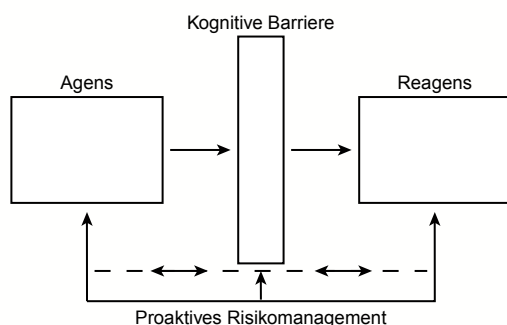 Kognitive Barriere
Agens
Reagens
Proaktives Risikomanagement